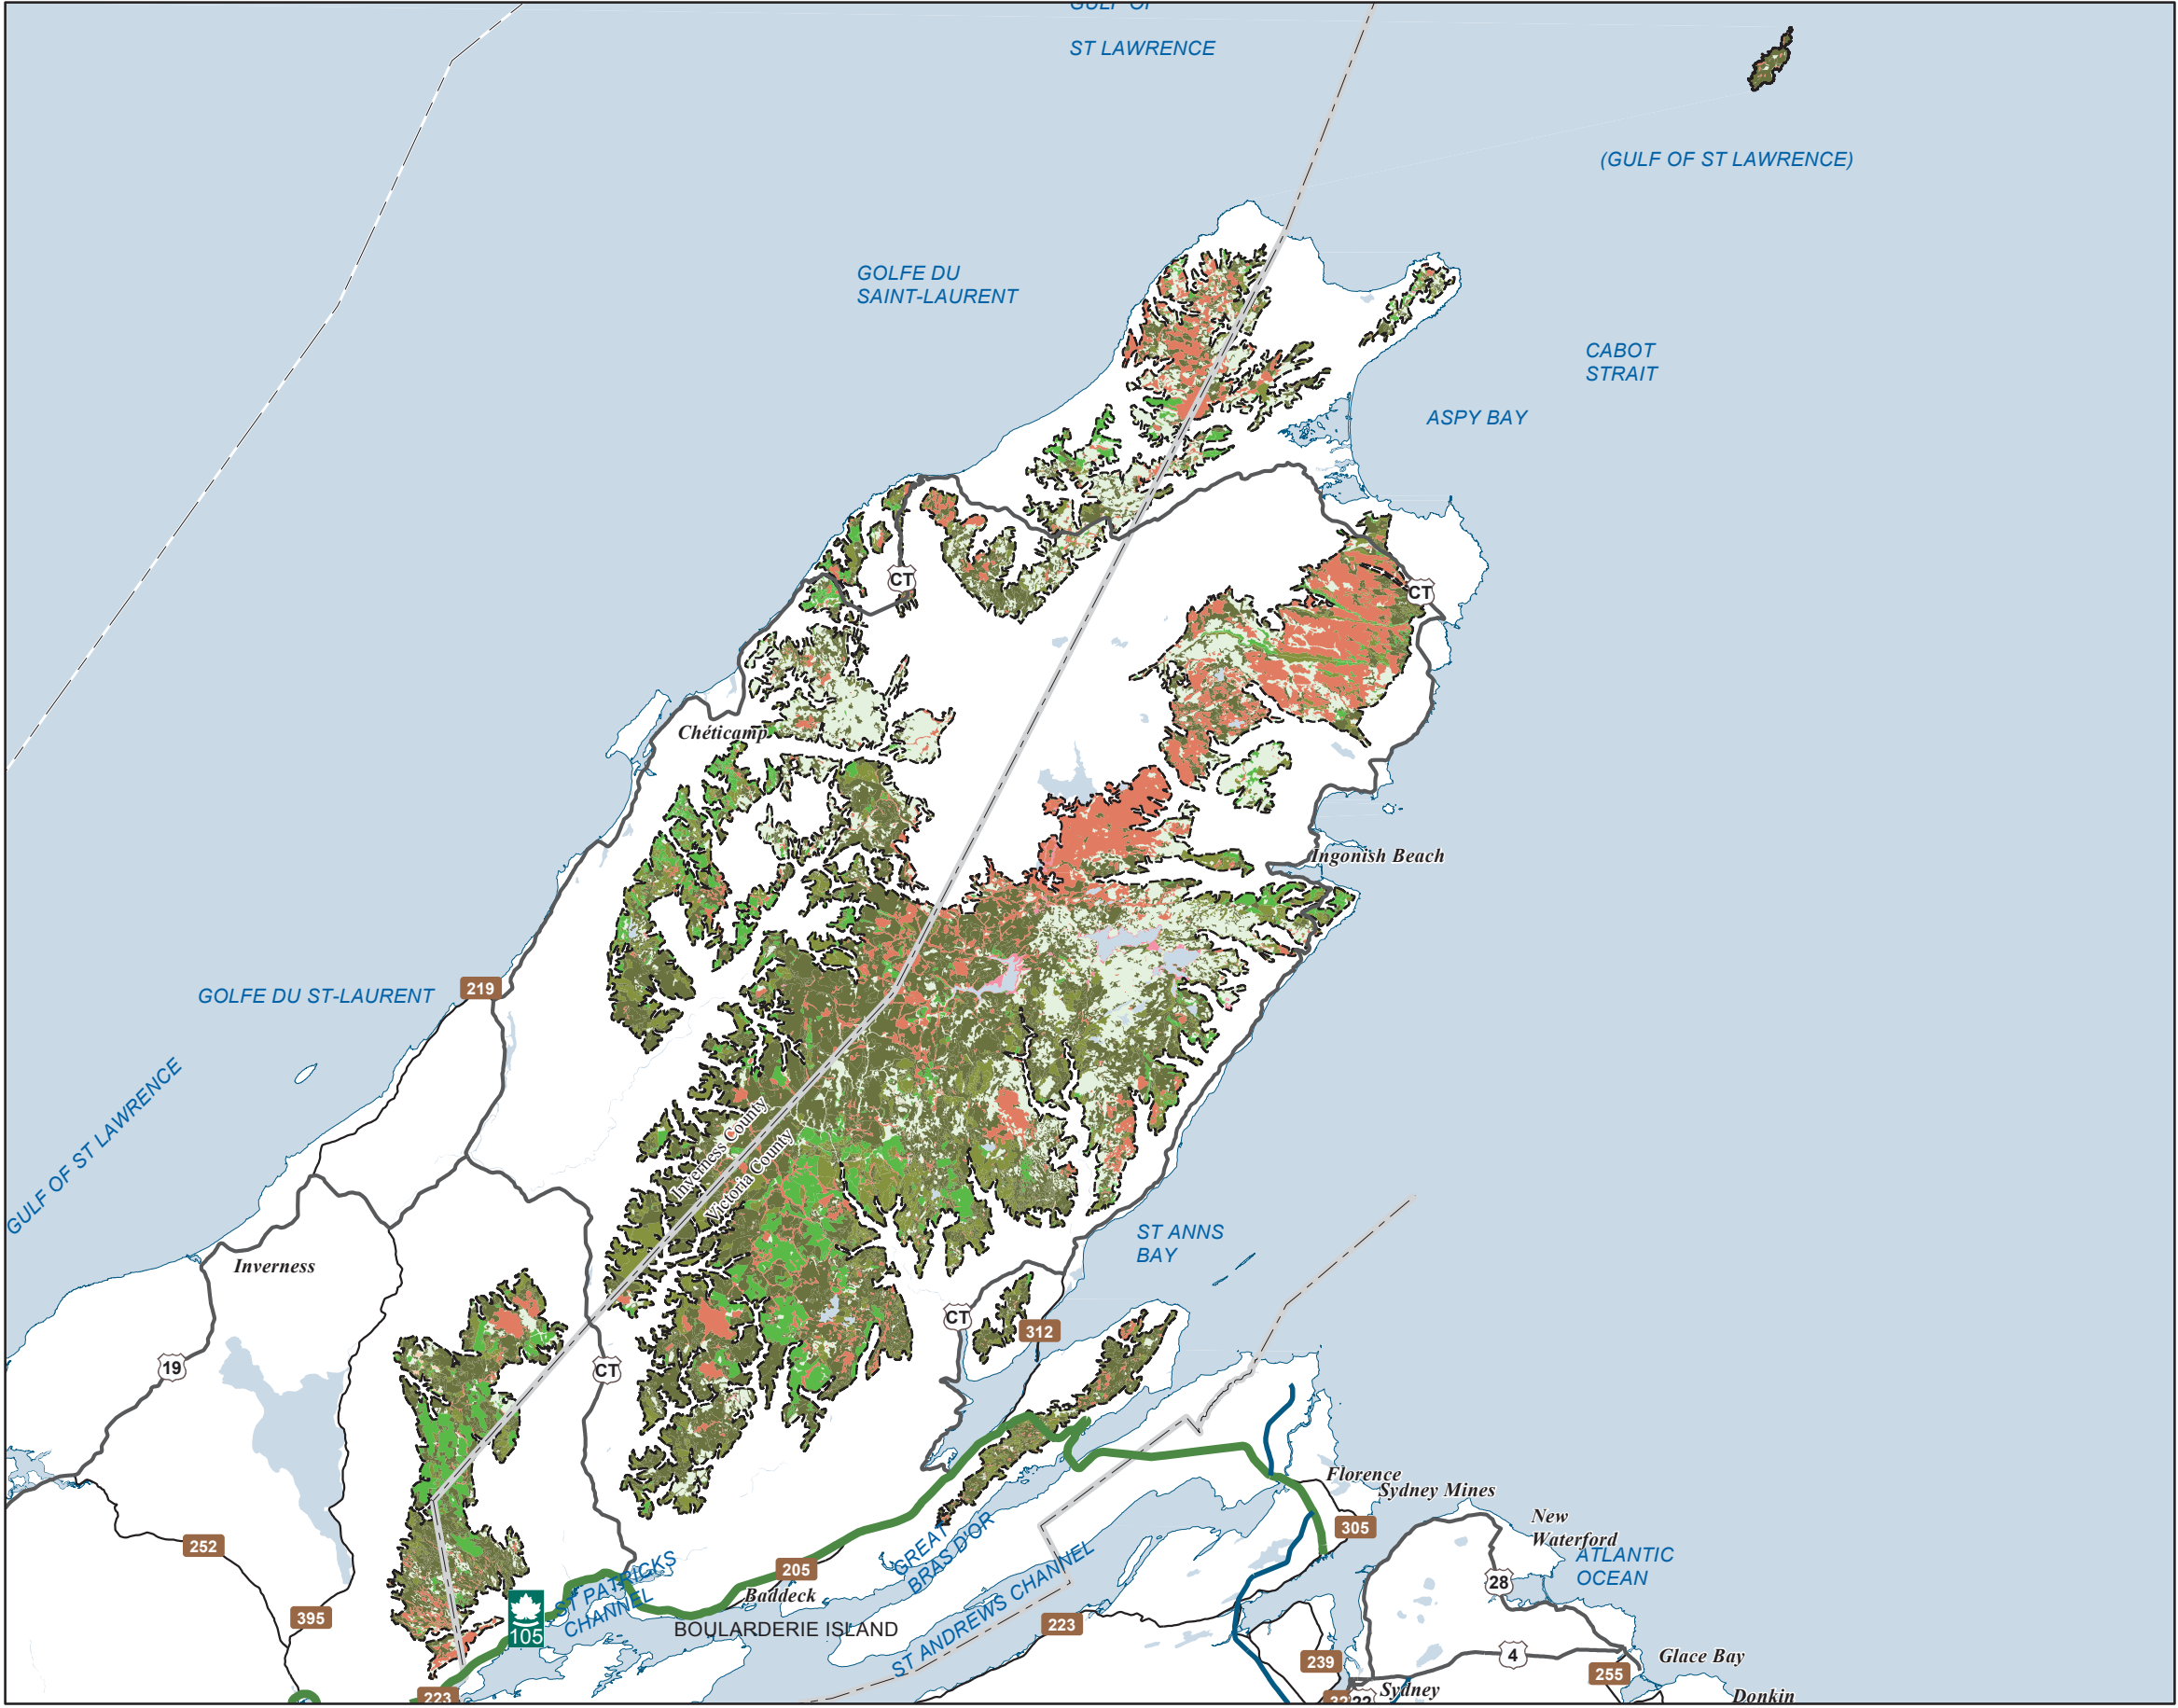 GULF OF
ST LAWRENCE
(GULF OF ST LAWRENCE)
GOLFE DU
SAINT-LAURENT
CABOT
STRAIT
ASPY BAY
CT
CT
Chéticamp
Ingonish Beach
219
GOLFE DU ST-LAURENT
GULF OF ST LAWRENCE
Inverness County
Victoria County
ST ANNS
BAY
Inverness
CT
312
19
CT
Florence
Sydney Mines
New
Waterford
305
252
GREAT
BRAS D'OR
ATLANTIC
OCEAN
205
28
ST PATRICKS
CHANNEL
Baddeck
395
105
BOULARDERIE ISLAND
ST ANDREWS CHANNEL
223
4
Glace Bay
239
255
223
22
Sydney
Donkin